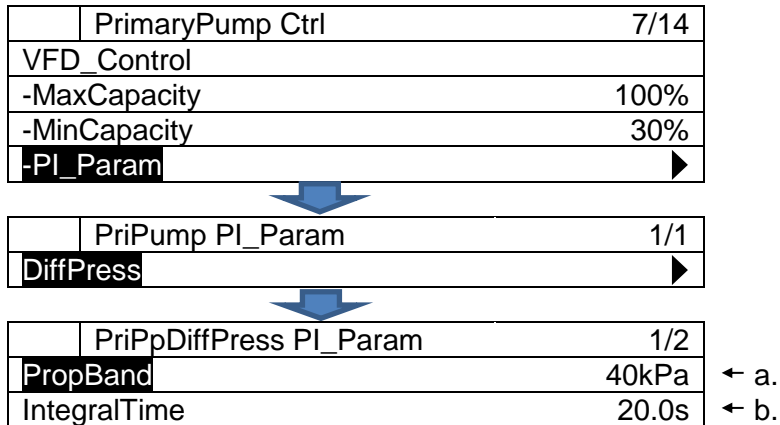 PrimaryPump Ctrl 7/14
VFD_Control
-MaxCapacity 100%
-MinCapacity 30%
-PI_Param ▶
PriPump PI_Param 1/1
DiffPress ▶
PriPpDiffPress PI_Param 1/2
PropBand 40kPa ← a.
IntegralTime 20.0s ← b.